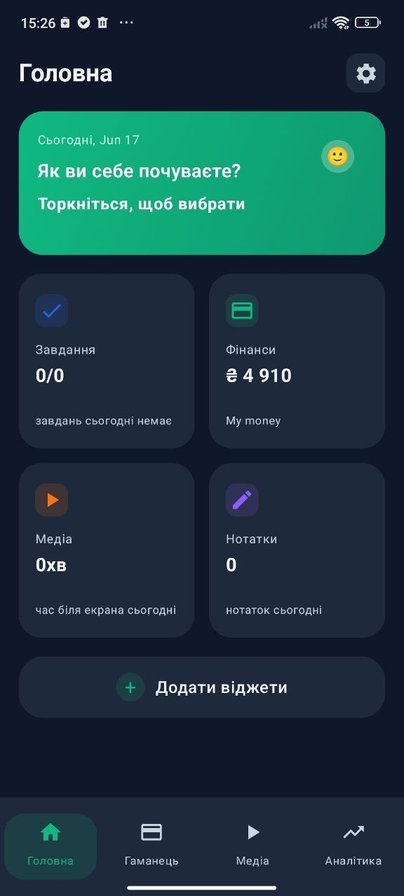 15:26
5
Головна
Сьогодні, Jun 17
Як ви себе почуваєте?
Торкніться, щоб вибрати
Завдання
0/0
завдань сьогодні немає
Фінанси
₴ 4 910
My money
Медіа
0хв
час біля екрана сьогодні
Нотатки
0
нотаток сьогодні
Додати віджети
Головна
Гаманець
Медіа
Аналітика